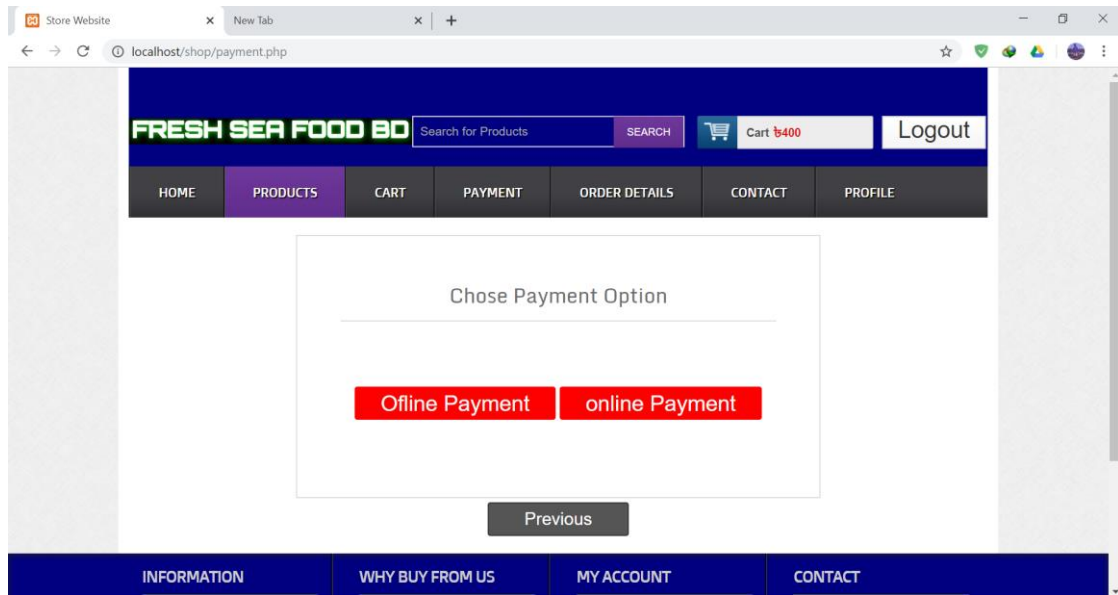 Store Website
New Tab
localhost/shop/payment.php
FRESH SEA FOOD BD
Search for Products
SEARCH
Cart ৳400
Logout
HOME PRODUCTS CART PAYMENT ORDER DETAILS CONTACT PROFILE
Chose Payment Option
Ofline Payment online Payment
Previous
INFORMATION WHY BUY FROM US MY ACCOUNT CONTACT